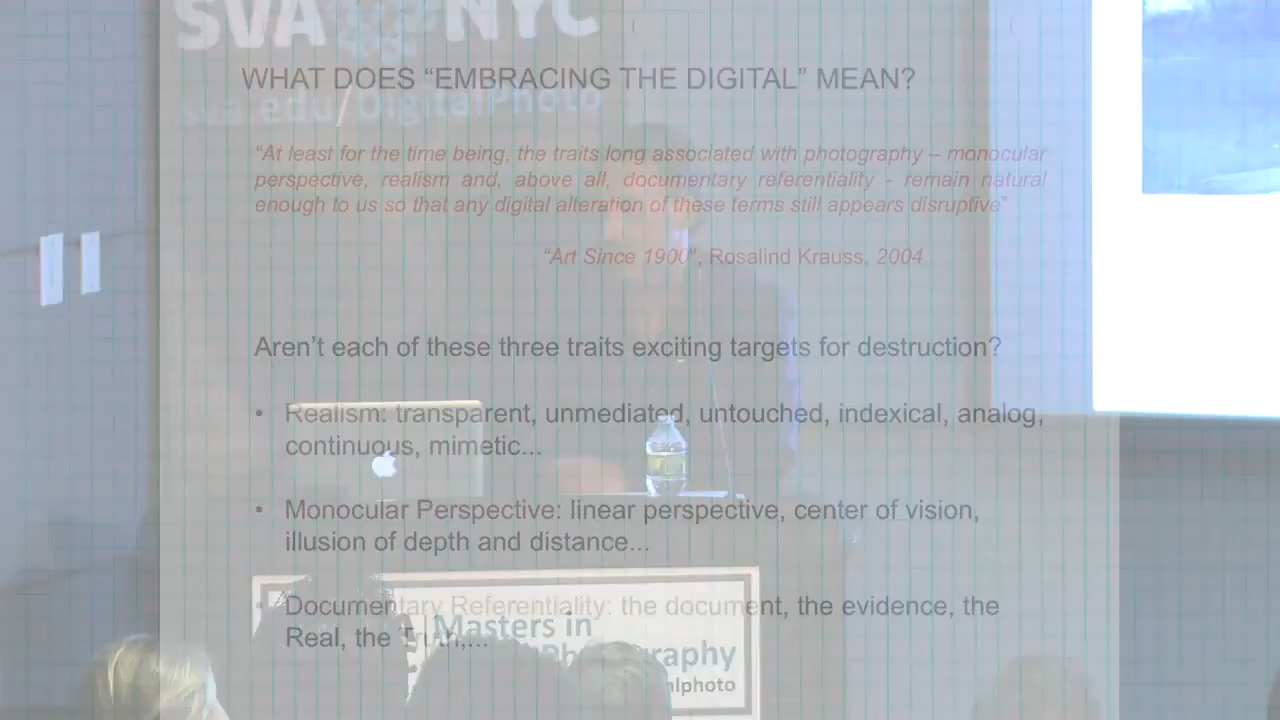 SVA NYC
WHAT DOES “EMBRACING THE DIGITAL” MEAN?
sva.edu/DigitalPhoto
“At least for the time being, the traits long associated with photography – monocular
perspective, realism and, above all, documentary referentiality - remain natural
enough to us so that any digital alteration of these terms still appears disruptive”
“Art Since 1900”, Rosalind Krauss, 2004
Aren’t each of these three traits exciting targets for destruction?
• Realism: transparent, unmediated, untouched, indexical, analog,
continuous, mimetic...
• Monocular Perspective: linear perspective, center of vision,
illusion of depth and distance...
• Documentary Referentiality: the document, the evidence, the
Real, the Truth,...
Masters in